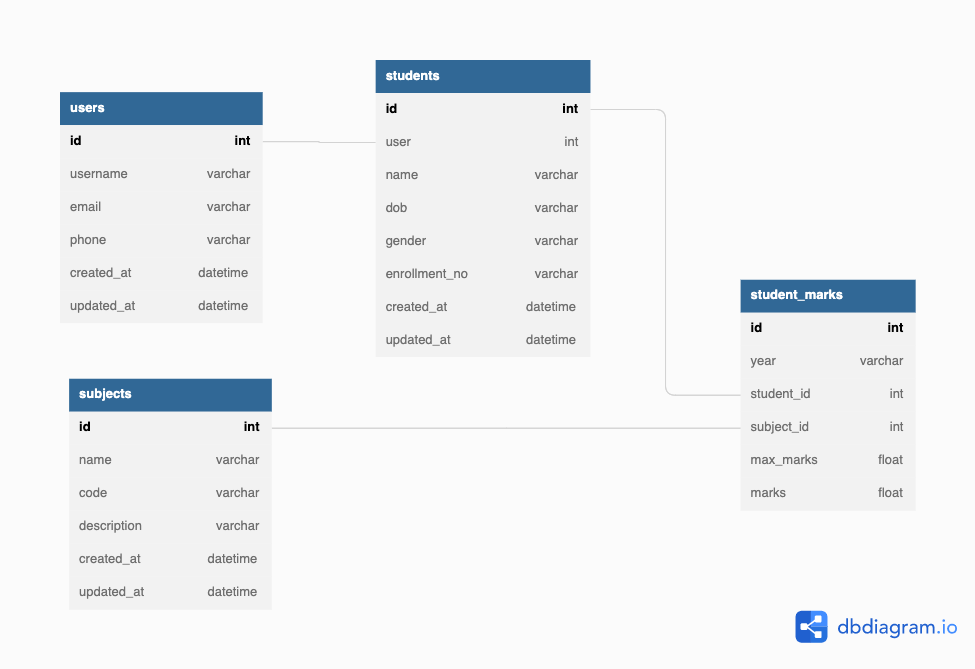 users
id int
username varchar
email varchar
phone varchar
created_at datetime
updated_at datetime
students
id int
user int
name varchar
dob varchar
gender varchar
enrollment_no varchar
created_at datetime
updated_at datetime
subjects
id int
name varchar
code varchar
description varchar
created_at datetime
updated_at datetime
student_marks
id int
year varchar
student_id int
subject_id int
max_marks float
marks float
dbdiagram.io